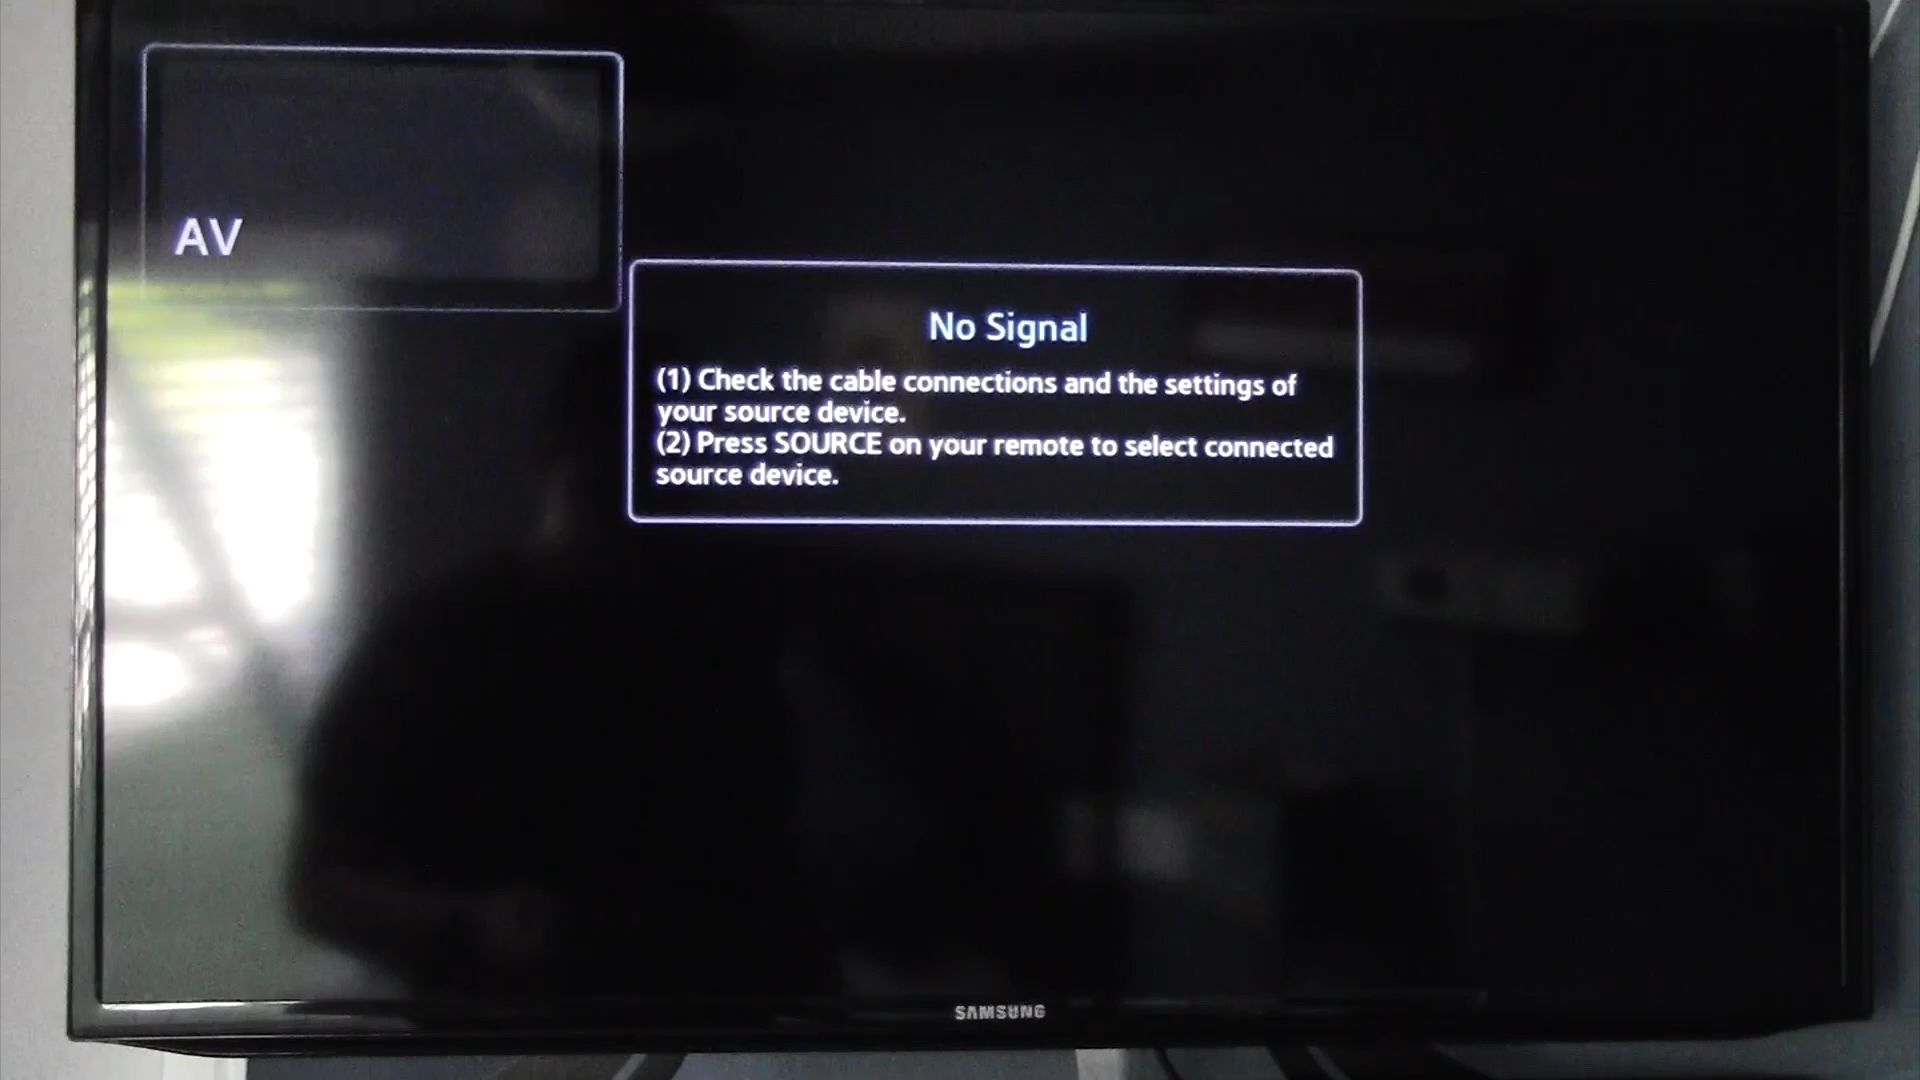 AV
No Signal
(1) Check the cable connections and the settings of
your source device.
(2) Press SOURCE on your remote to select connected
source device.
SAMSUNG